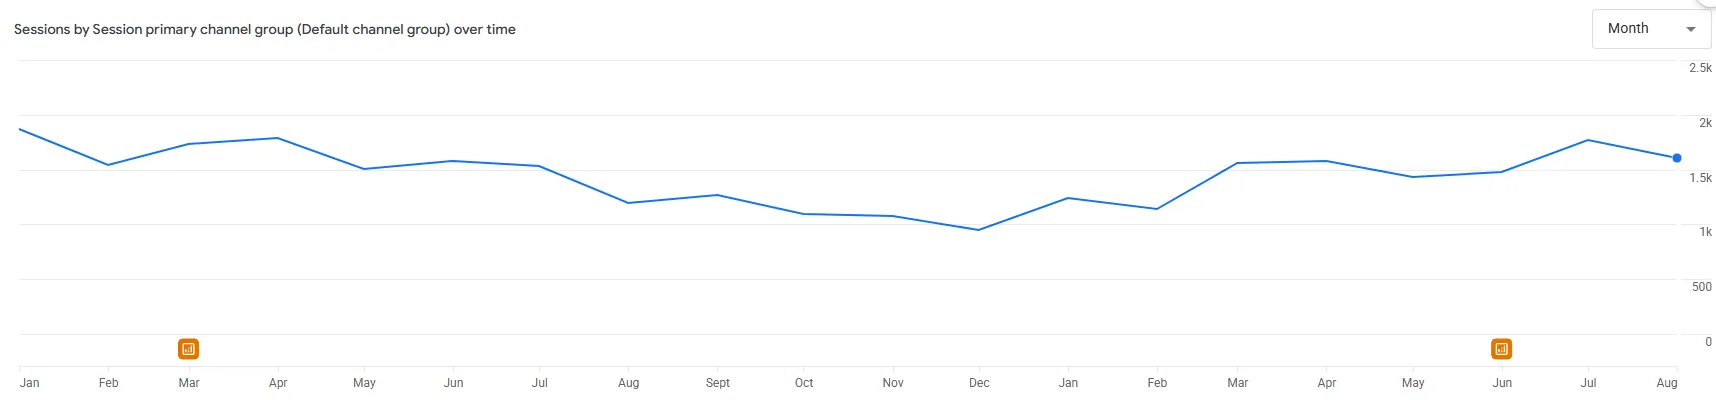 Sessions by Session primary channel group (Default channel group) over time
Month
2.5k
2k
1.5k
1k
500
0
Jan Feb Mar Apr May Jun Jul Aug Sept Oct Nov Dec Jan Feb Mar Apr May Jun Jul Aug